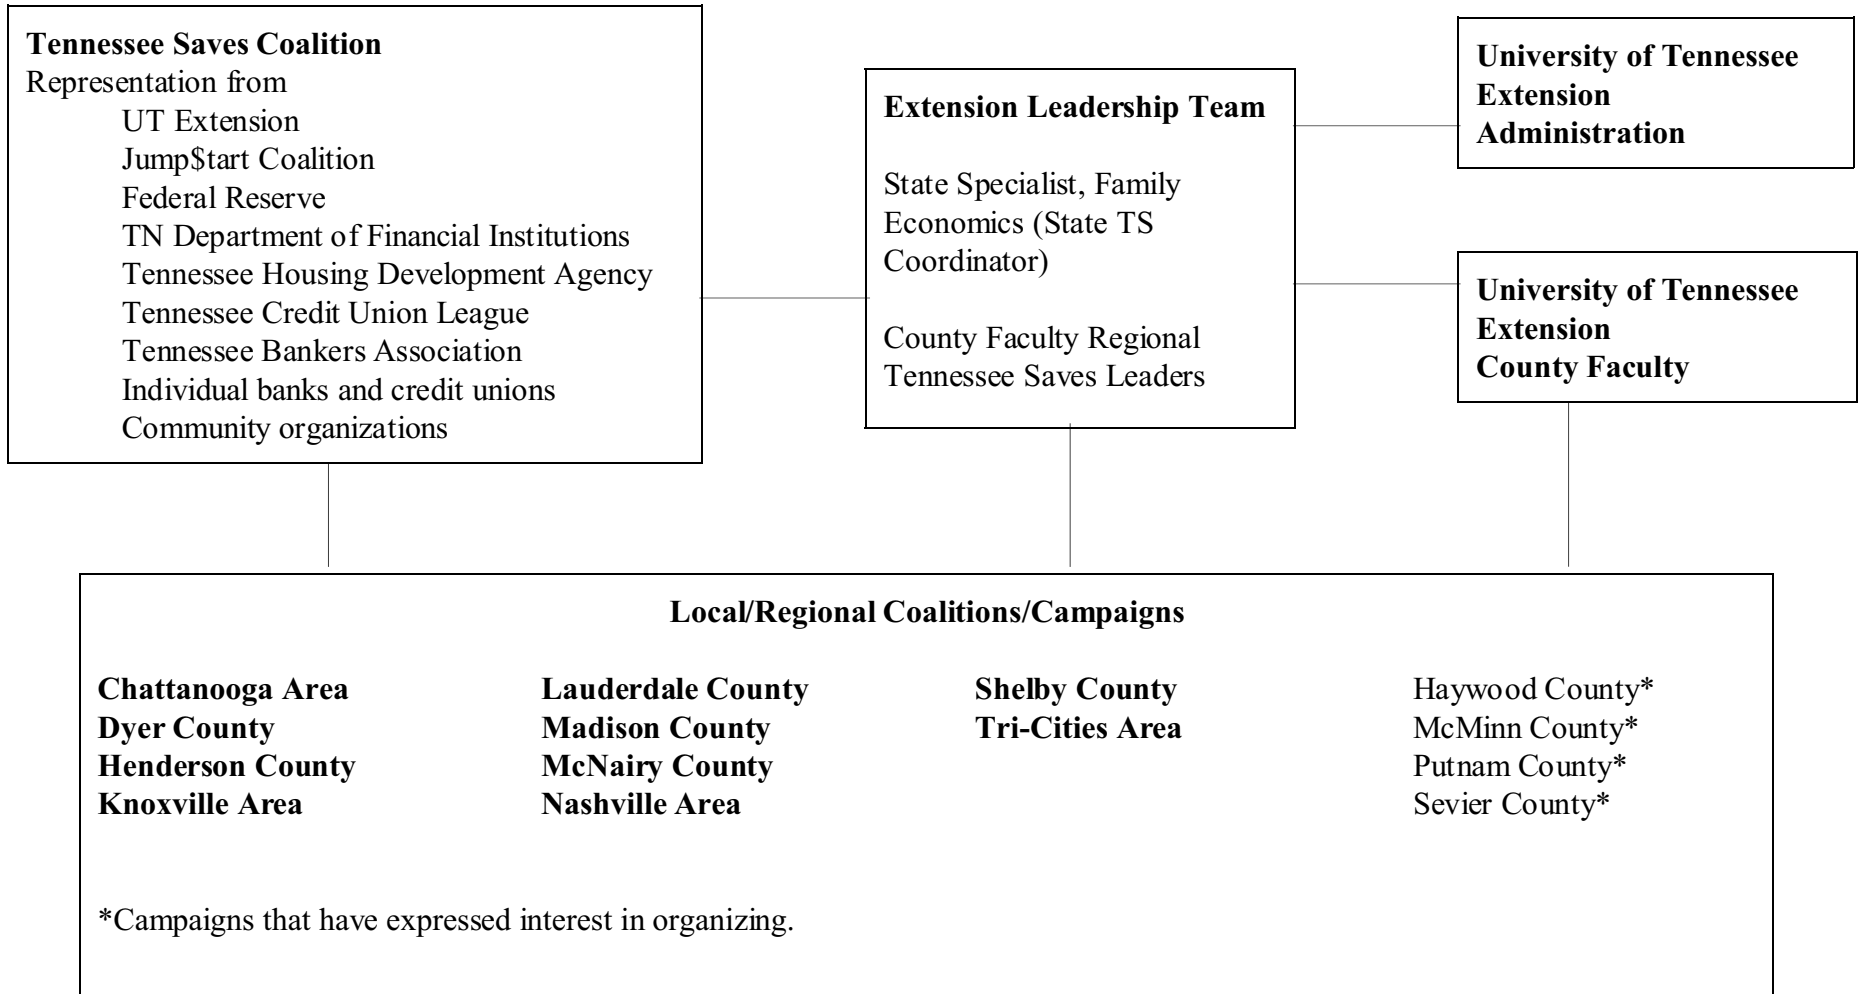 Tennessee Saves Coalition
Representation from
UT Extension
Jump$tart Coalition
Federal Reserve
TN Department of Financial Institutions
Tennessee Housing Development Agency
Tennessee Credit Union League
Tennessee Bankers Association
Individual banks and credit unions
Community organizations
Extension Leadership Team
State Specialist, Family
Economics (State TS
Coordinator)
County Faculty Regional
Tennessee Saves Leaders
University of Tennessee
Extension
Administration
University of Tennessee
Extension
County Faculty
Local/Regional Coalitions/Campaigns
Chattanooga Area
Dyer County
Henderson County
Knoxville Area
Lauderdale County
Madison County
McNairy County
Nashville Area
Shelby County
Tri-Cities Area
Haywood County*
McMinn County*
Putnam County*
Sevier County*
*Campaigns that have expressed interest in organizing.